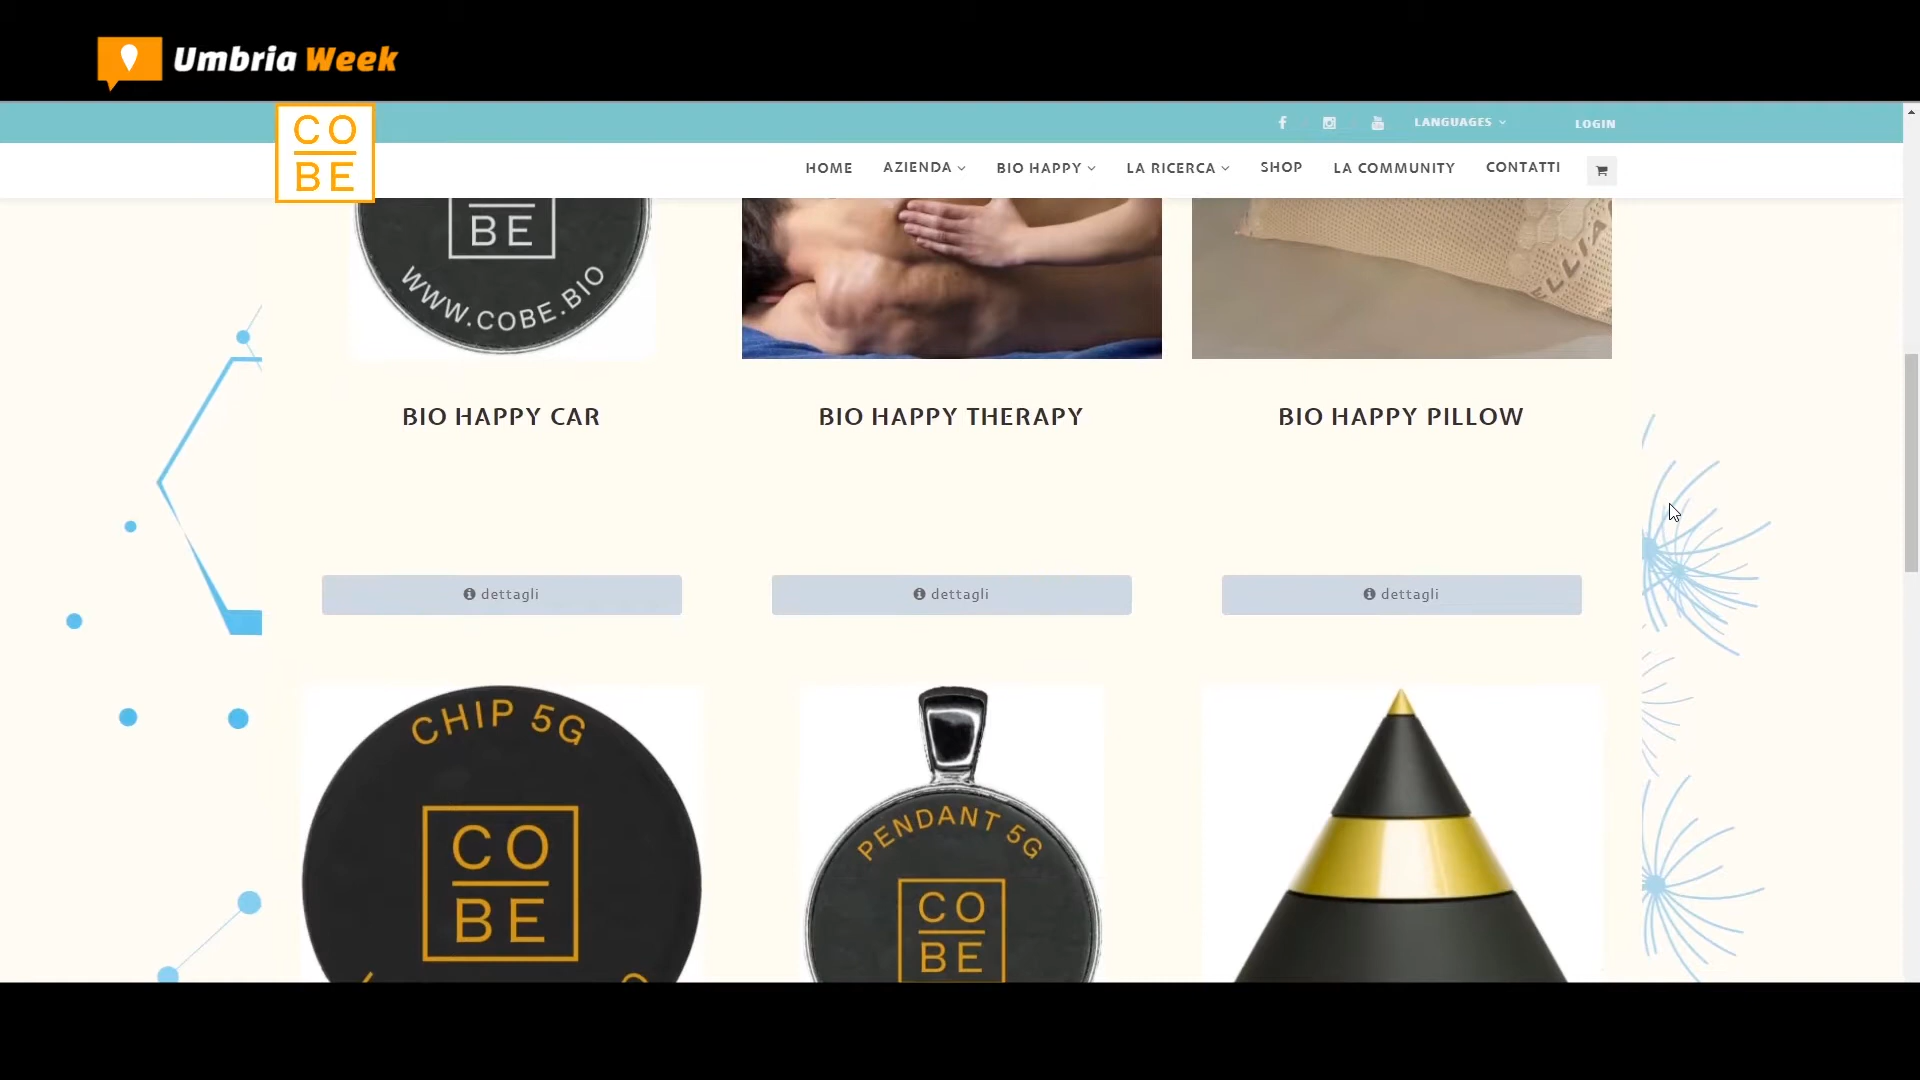 Umbria Week
CO
BE
LANGUAGES
LOGIN
HOME
AZIENDA
BIO HAPPY
LA RICERCA
SHOP
LA COMMUNITY
CONTATTI
BE
WWW.COBE.BIO
ELLIA
BIO HAPPY CAR
BIO HAPPY THERAPY
BIO HAPPY PILLOW
dettagli
dettagli
dettagli
CHIP 5G
CO
BE
PENDANT 5G
CO
BE